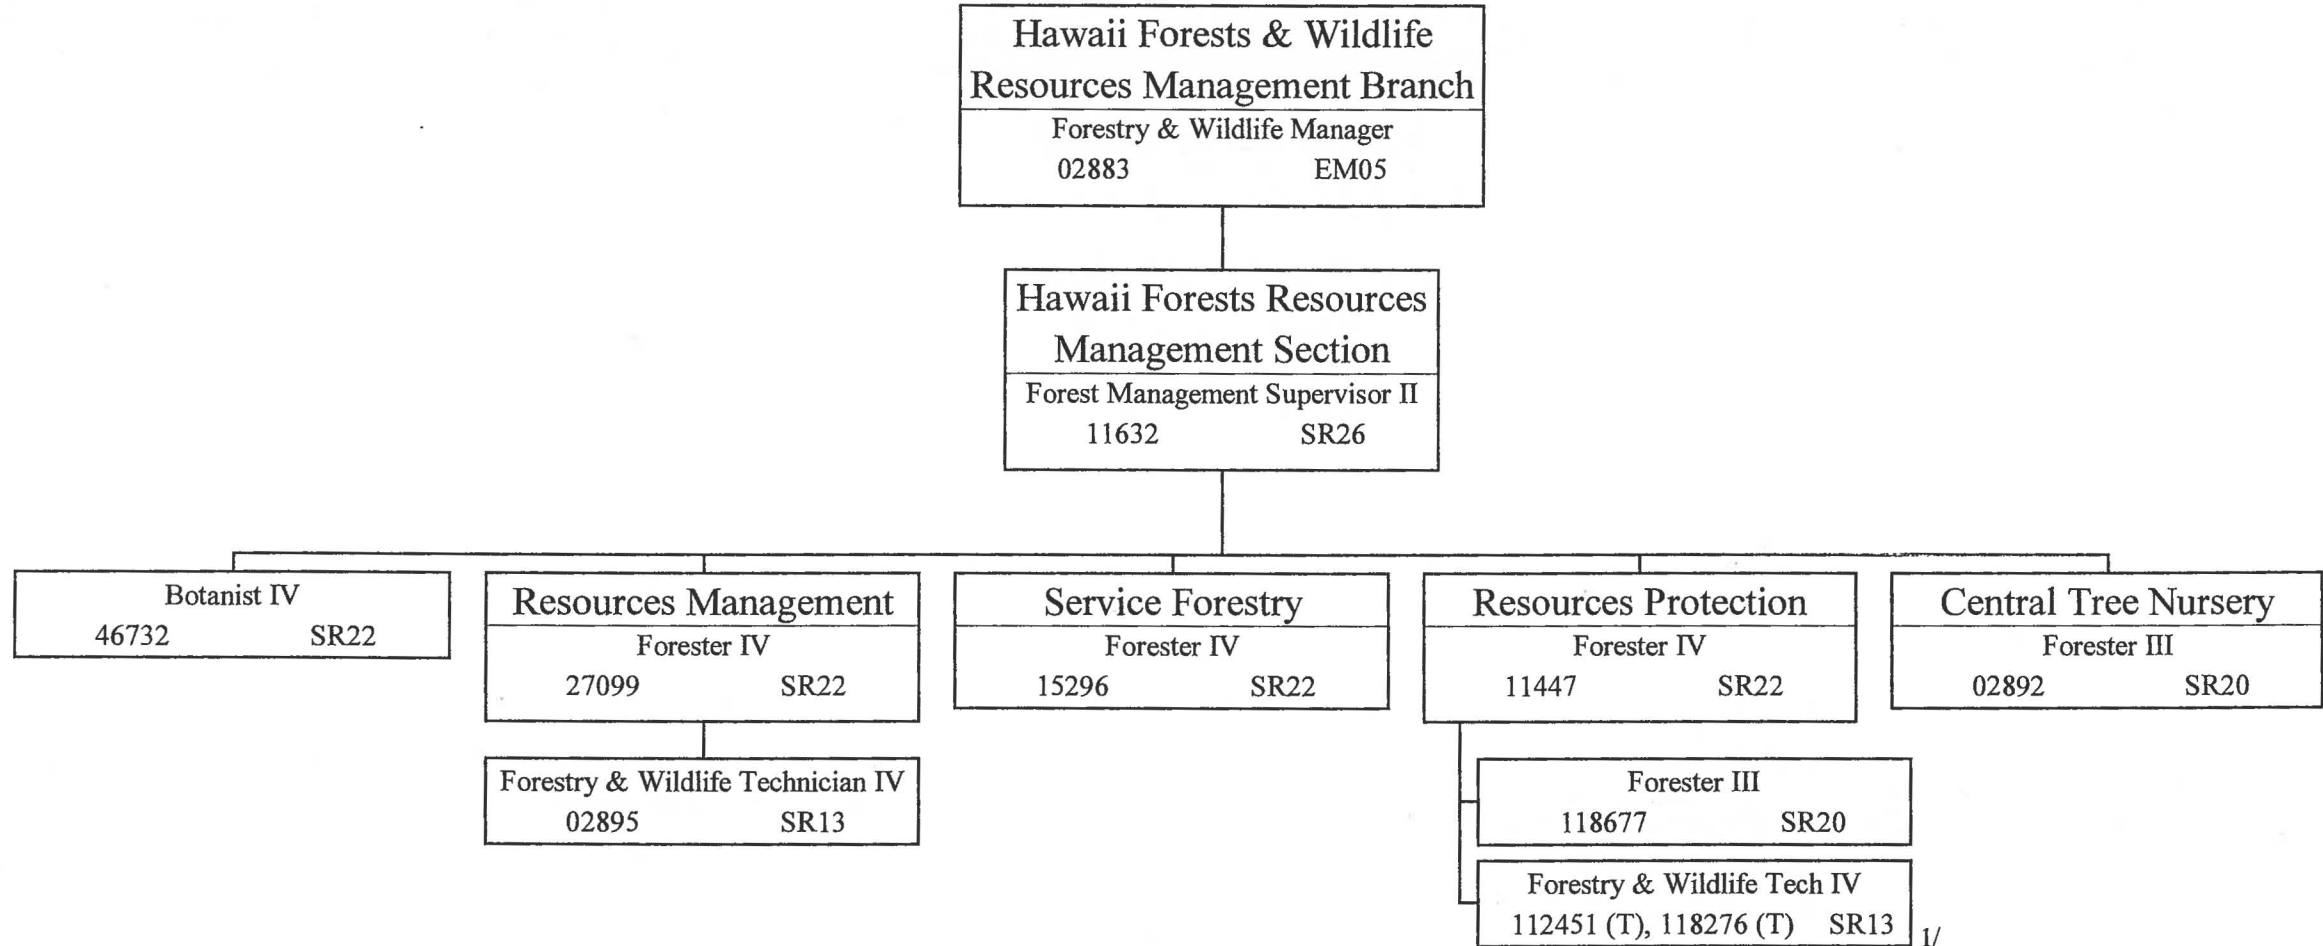 Hawaii Forests & Wildlife
Resources Management Branch
Forestry & Wildlife Manager
02883 EM05
Hawaii Forests Resources
Management Section
Forest Management Supervisor II
11632 SR26
Botanist IV
46732 SR22
Resources Management
Forester IV
27099 SR22
Forestry & Wildlife Technician IV
02895 SR13
Service Forestry
Forester IV
15296 SR22
Resources Protection
Forester IV
11447 SR22
Forester III
118677 SR20
Forestry & Wildlife Tech IV
112451 (T), 118276 (T) SR13 1/
Central Tree Nursery
Forester III
02892 SR20